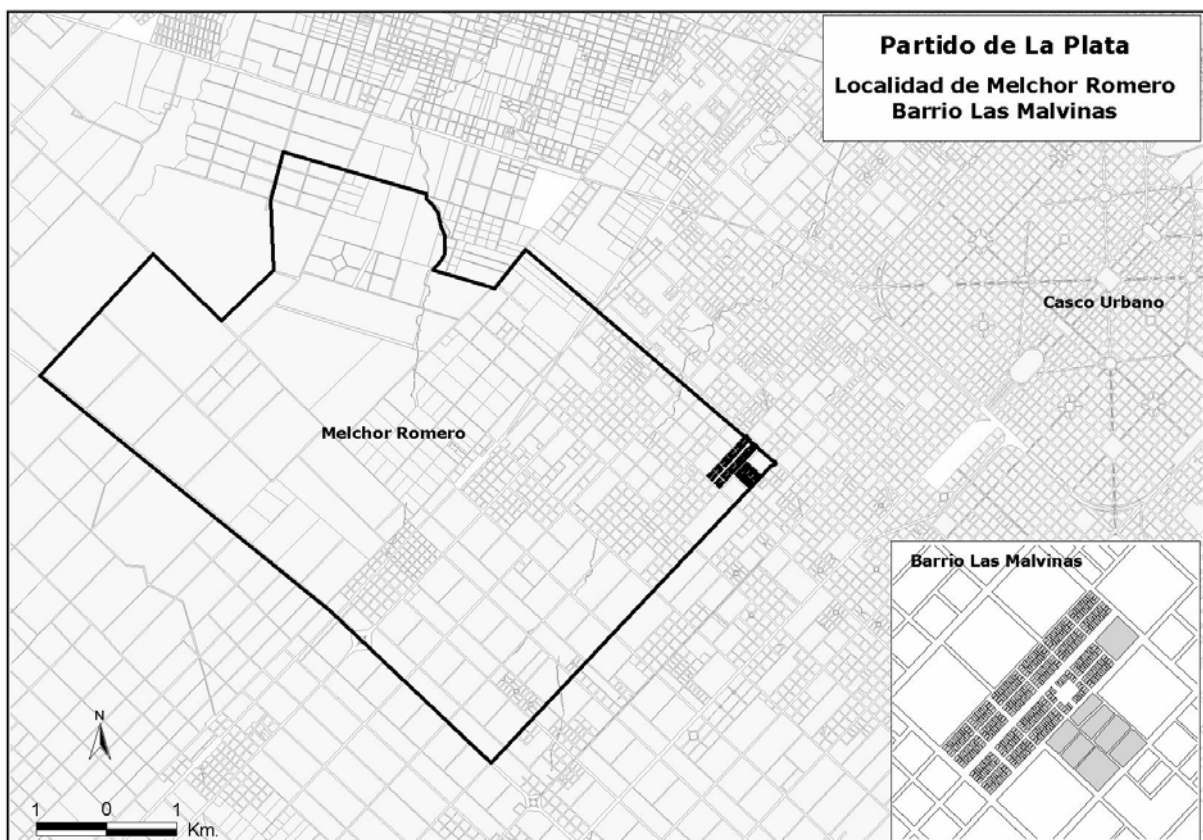 Partido de La Plata
Localidad de Melchor Romero
Barrio Las Malvinas
Casco Urbano
Melchor Romero
Barrio Las Malvinas
N
1 0 1
Km.